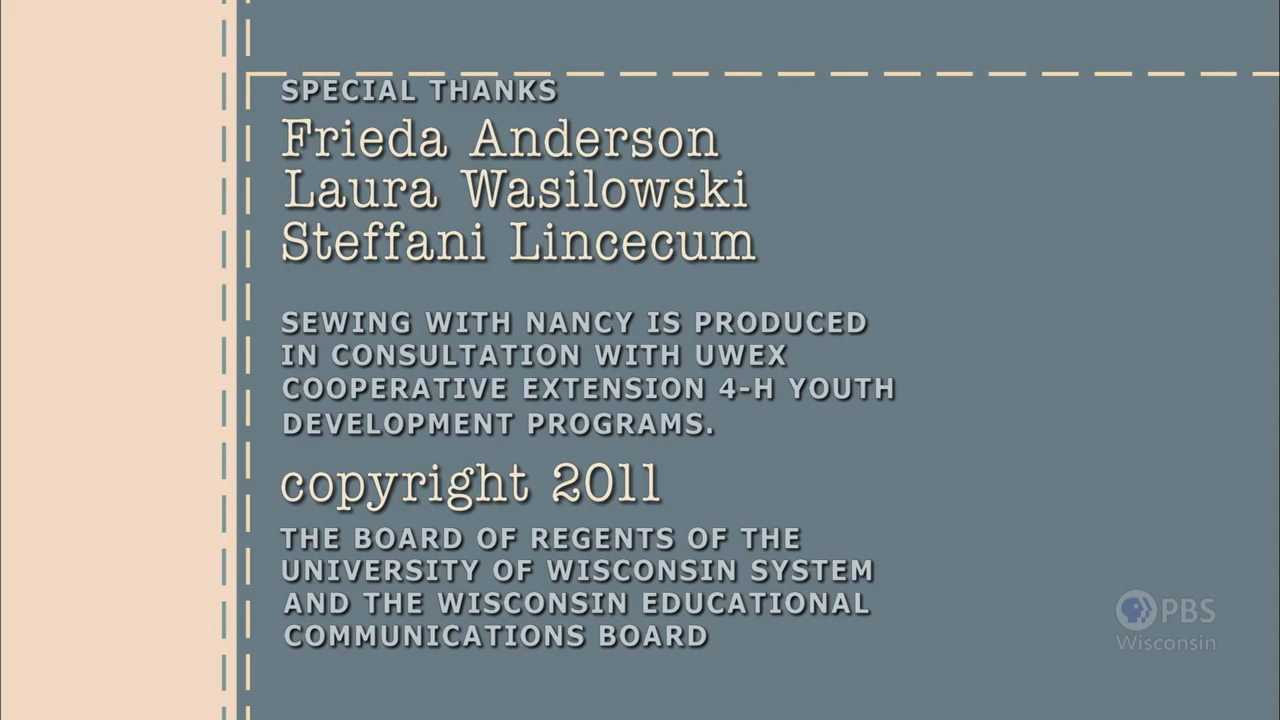 SPECIAL THANKS
Frieda Anderson
Laura Wasilowski
Steffani Lincecum
SEWING WITH NANCY IS PRODUCED
IN CONSULTATION WITH UWEX
COOPERATIVE EXTENSION 4-H YOUTH
DEVELOPMENT PROGRAMS.
copyright 2011
THE BOARD OF REGENTS OF THE
UNIVERSITY OF WISCONSIN SYSTEM
AND THE WISCONSIN EDUCATIONAL
COMMUNICATIONS BOARD
PBS
Wisconsin